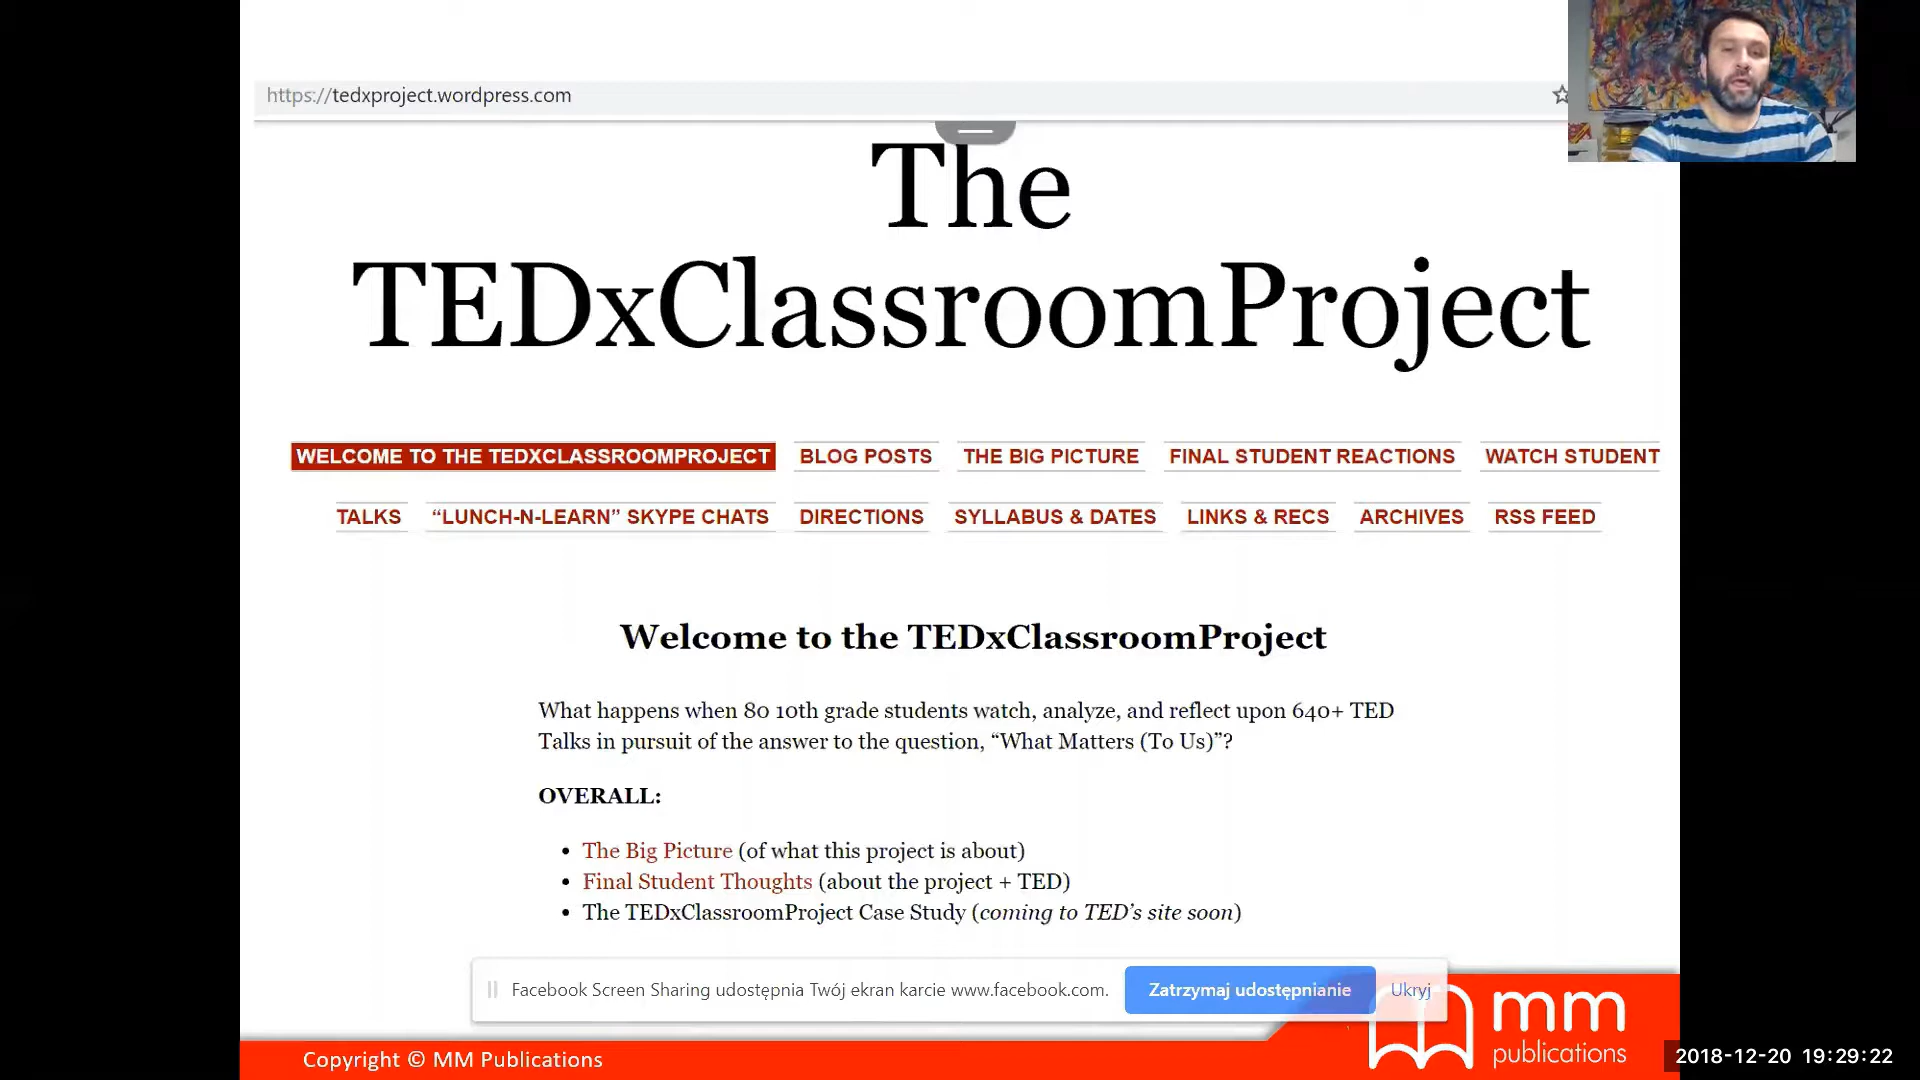 https://tedxproject.wordpress.com
The
TEDxClassroomProject
WELCOME TO THE TEDXCLASSROOMPROJECT BLOG POSTS THE BIG PICTURE FINAL STUDENT REACTIONS WATCH STUDENT
TALKS “LUNCH-N-LEARN” SKYPE CHATS DIRECTIONS SYLLABUS & DATES LINKS & RECS ARCHIVES RSS FEED
Welcome to the TEDxClassroomProject
What happens when 80 10th grade students watch, analyze, and reflect upon 640+ TED
Talks in pursuit of the answer to the question, “What Matters (To Us)”?
OVERALL:
• The Big Picture (of what this project is about)
• Final Student Thoughts (about the project + TED)
• The TEDxClassroomProject Case Study (coming to TED’s site soon)
Facebook Screen Sharing udostępnia Twój ekran karcie www.facebook.com. Zatrzymaj udostępnianie Ukryj
mm
publications
Copyright © MM Publications
2018-12-20 19:29:22